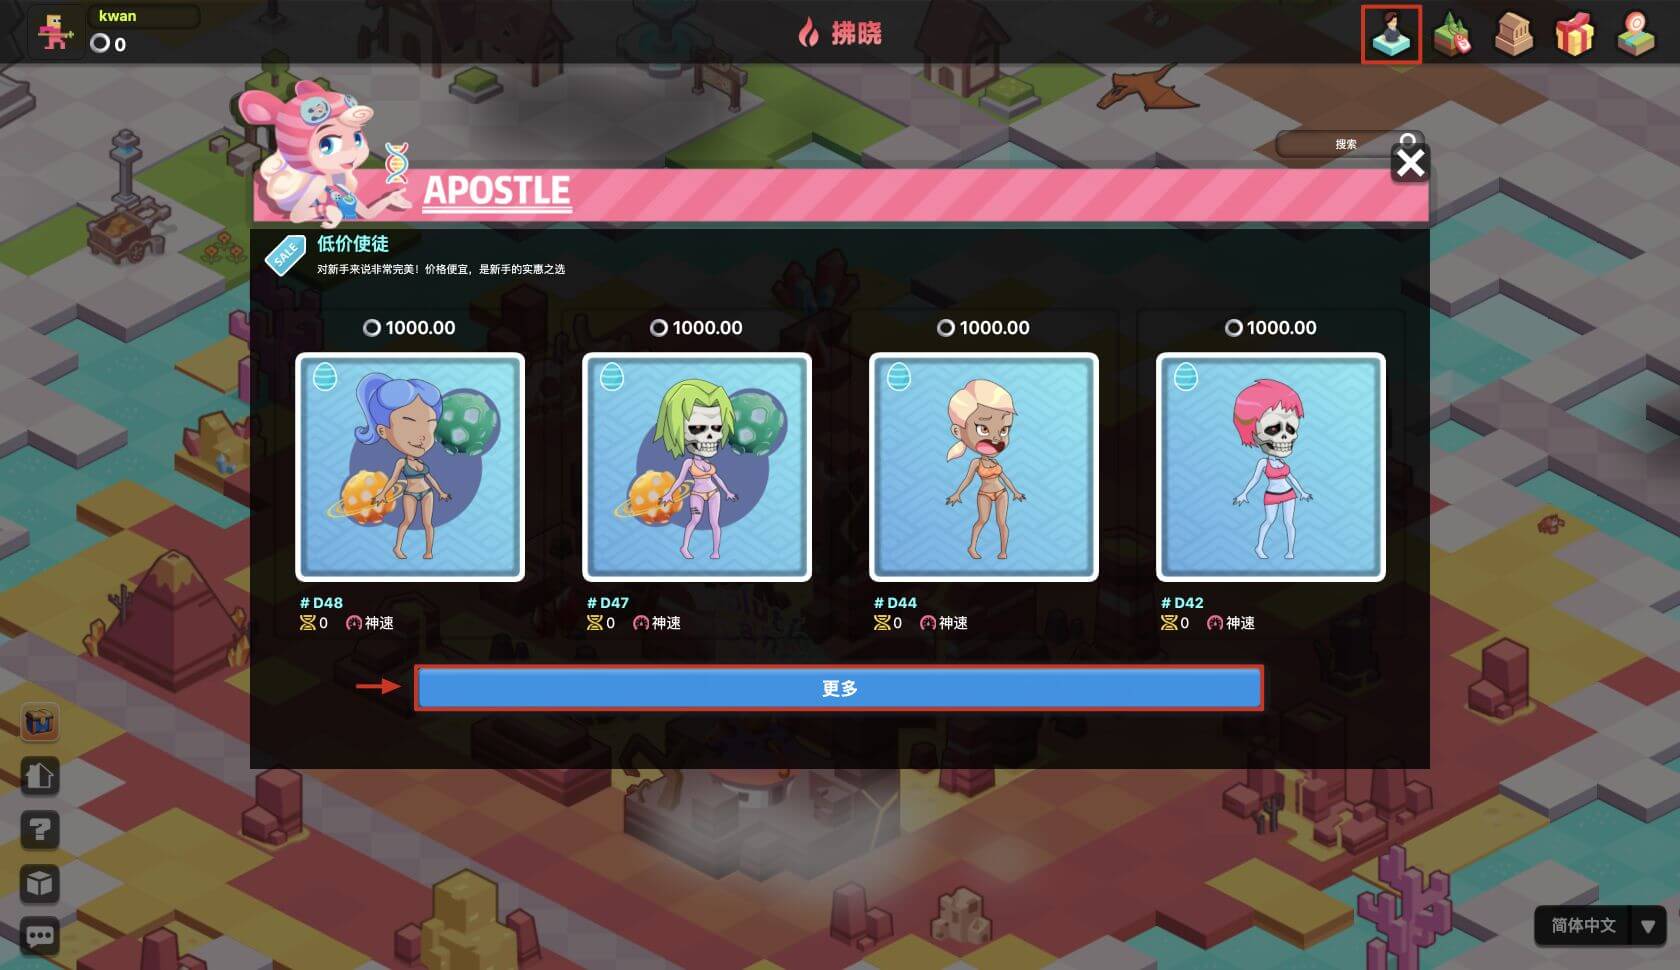 kwan
0
拂晓
搜索
APOSTLE
SALE
低价使徒
对新手来说非常完美！价格便宜，是新手的实惠之选
1000.00
1000.00
1000.00
1000.00
# D48
0 神速
# D47
0 神速
# D44
0 神速
# D42
0 神速
更多
?
简体中文